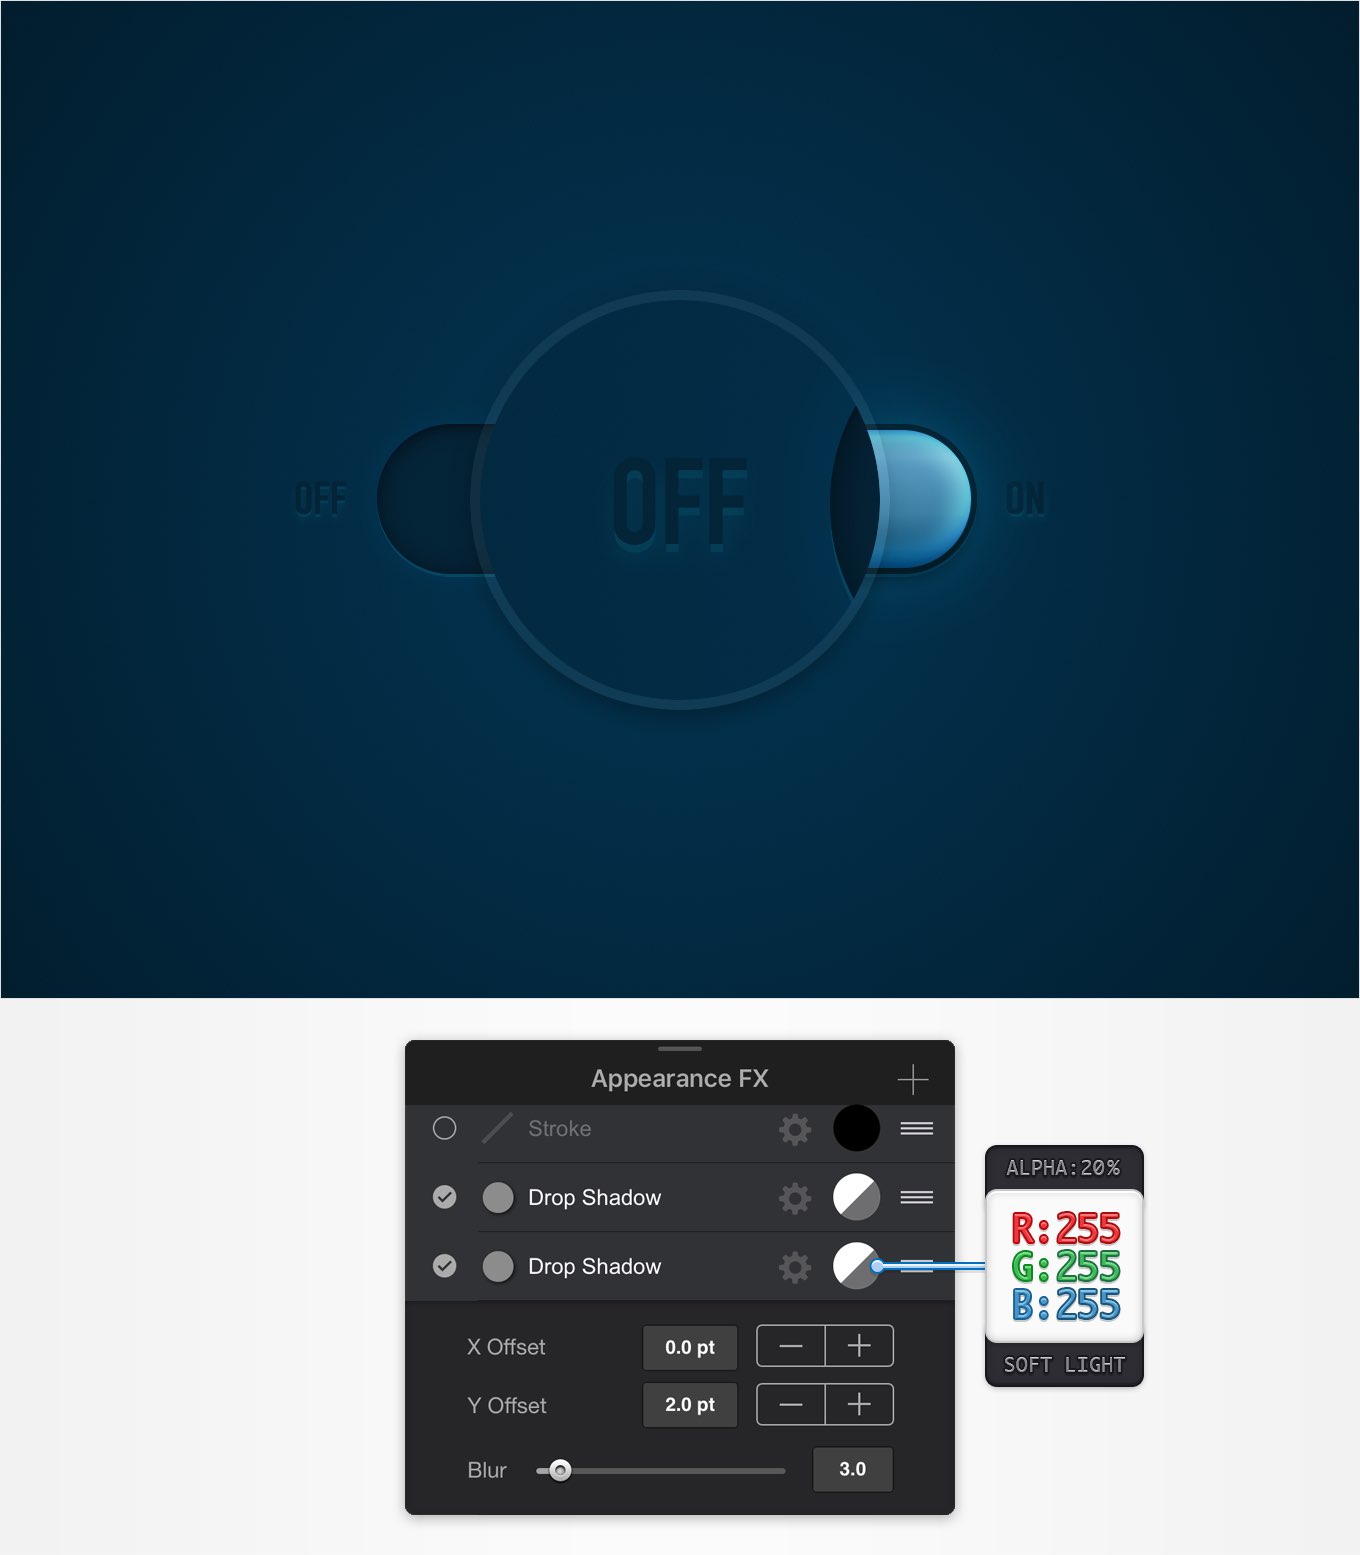 OFF
OFF
ON
Appearance FX
Stroke
Drop Shadow
Drop Shadow
X Offset 0.0 pt
Y Offset 2.0 pt
Blur 3.0
ALPHA:20%
R:255
G:255
B:255
SOFT LIGHT